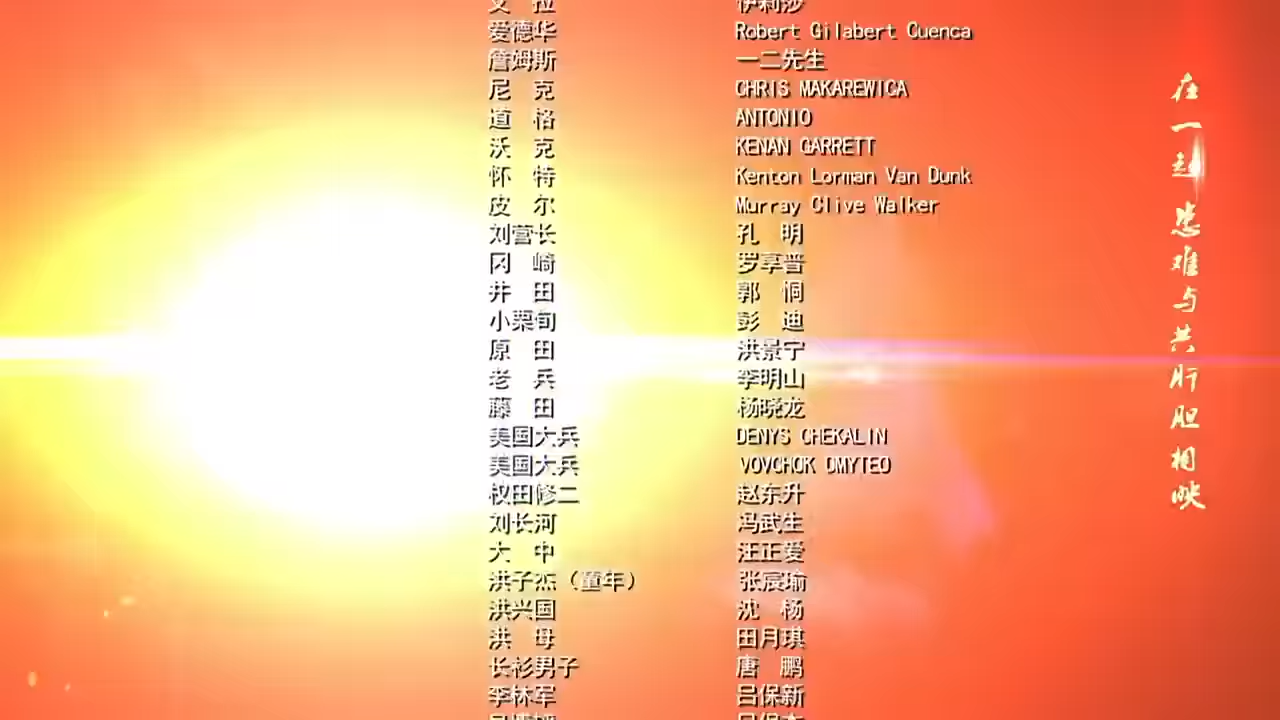 艾　拉　伊莉莎
爱德华　Robert Gilabert Cuenca
詹姆斯　一二先生
尼　克　CHRIS MAKAREWICA
道　格　ANTONIO
沃　克　KENAN GARRETT
怀　特　Kenton Lorman Van Dunk
皮　尔　Murray Clive Walker
刘营长　孔　明
冈　崎　罗享普
井　田　郭　恫
小栗旬　彭　迪
原　田　洪景宁
老　兵　李明山
藤　田　杨晓龙
美国大兵　DENYS CHEKALIN
美国大兵　VOVCHOK DMYTEO
权田修二　赵东升
刘长河　冯武生
大　中　汪正爱
洪子杰（童年）　张宸瑜
洪兴国　沈　杨
洪　母　田月琪
长衫男子　唐　鹏
李林军　吕保新
在一起患难与共肝胆相映